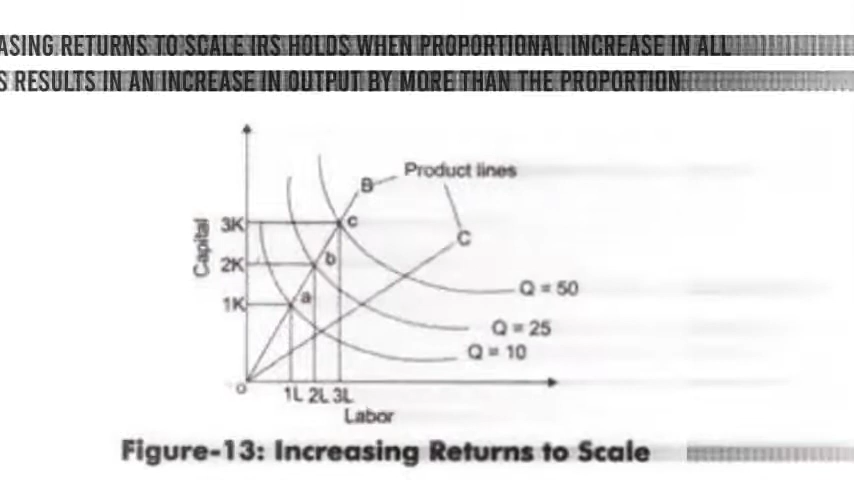 ASING RETURNS TO SCALE IRS HOLDS WHEN PROPORTIONAL INCREASE IN ALL
S RESULTS IN AN INCREASE IN OUTPUT BY MORE THAN THE PROPORTION
Product lines
B
C
Capital
3K
c
2K
b
1K
a
Q = 50
Q = 25
Q = 10
o
1L 2L 3L
Labor
Figure-13: Increasing Returns to Scale